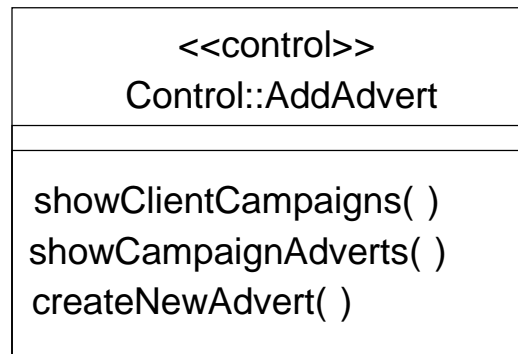 <<control>>
Control::AddAdvert
showClientCampaigns( )
showCampaignAdverts( )
createNewAdvert( )